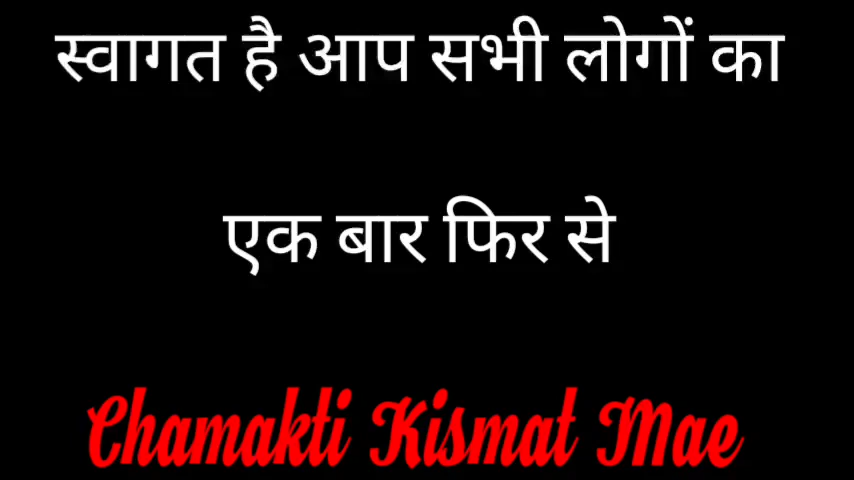 स्वागत है आप सभी लोगों का
एक बार फिर से
Chamakti Kismat Mae